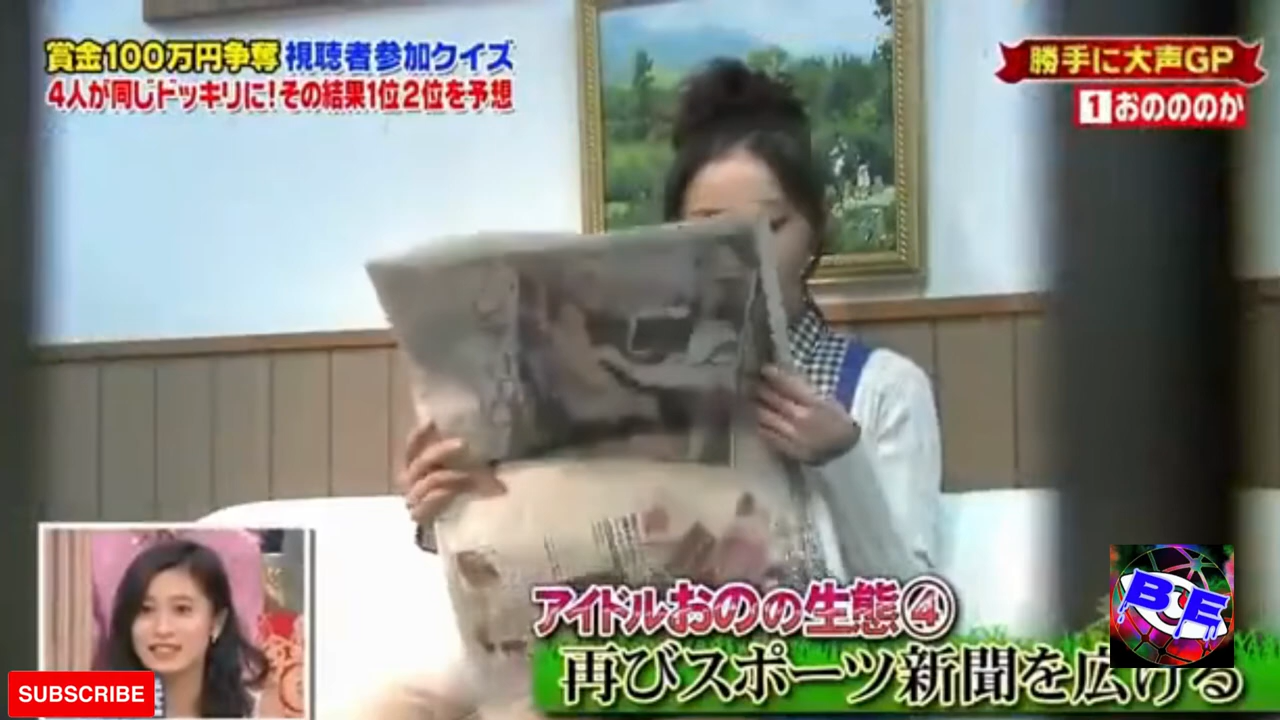 賞金100万円争奪 視聴者参加クイズ
4人が同じドッキリに!その結果1位2位を予想
勝手に大声GP
1 おのののか
アイドルおのの生態④
再びスポーツ新聞を広げる
SUBSCRIBE
BE